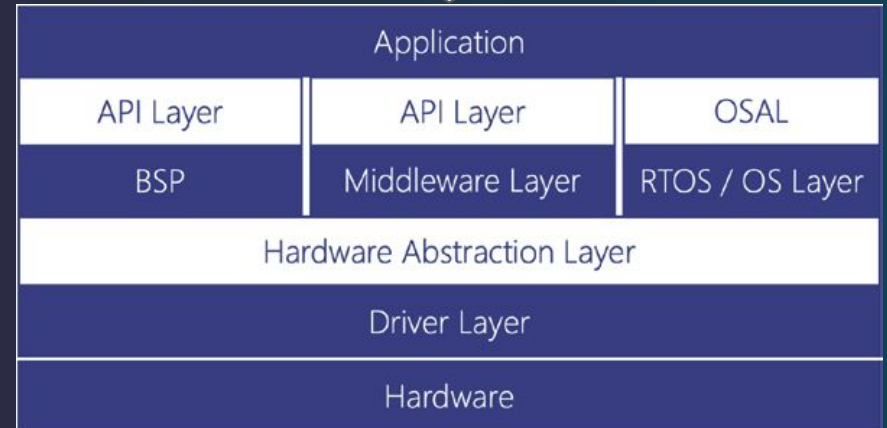 Application
API Layer API Layer OSAL
BSP Middleware Layer RTOS / OS Layer
Hardware Abstraction Layer
Driver Layer
Hardware